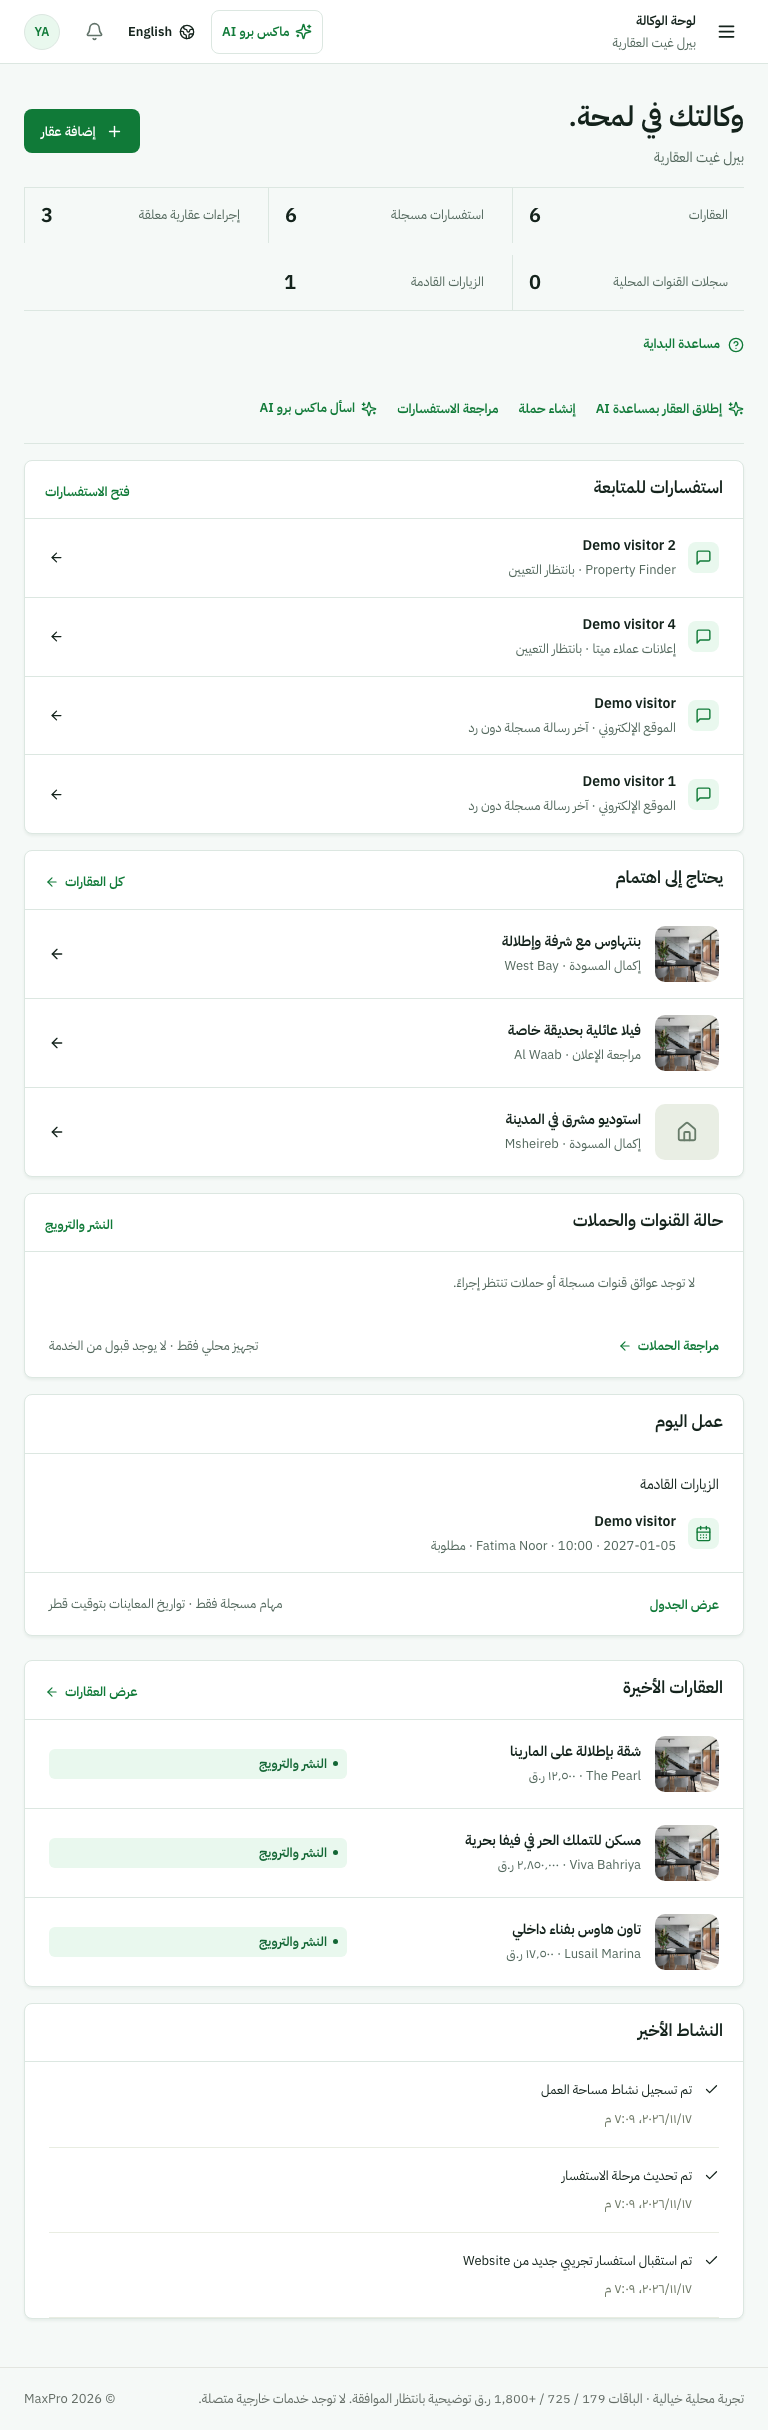 لوحة الوكالة
بيرل غيت العقارية
ماكس برو AI
English
YA
وكالتك في لمحة.
بيرل غيت العقارية
إضافة عقار
العقارات
6
استفسارات مسجلة
6
إجراءات عقارية معلقة
3
سجلات القنوات المحلية
0
الزيارات القادمة
1
مساعدة البداية
إطلاق العقار بمساعدة AI
إنشاء حملة
مراجعة الاستفسارات
اسأل ماكس برو AI
استفسارات للمتابعة
فتح الاستفسارات
Demo visitor 2
Property Finder · بانتظار التعيين
Demo visitor 4
إعلانات عملاء ميتا · بانتظار التعيين
Demo visitor
الموقع الإلكتروني · آخر رسالة مسجلة دون رد
Demo visitor 1
الموقع الإلكتروني · آخر رسالة مسجلة دون رد
يحتاج إلى اهتمام
كل العقارات
بنتهاوس مع شرفة وإطلالة
إكمال المسودة · West Bay
فيلا عائلية بحديقة خاصة
مراجعة الإعلان · Al Waab
استوديو مشرق في المدينة
إكمال المسودة · Msheireb
حالة القنوات والحملات
النشر والترويج
لا توجد عوائق قنوات مسجلة أو حملات تنتظر إجراءً.
مراجعة الحملات
تجهيز محلي فقط · لا يوجد قبول من الخدمة
عمل اليوم
الزيارات القادمة
Demo visitor
2027-01-05 · 10:00 · Fatima Noor · مطلوبة
عرض الجدول
مهام مسجلة فقط · تواريخ المعاينات بتوقيت قطر
العقارات الأخيرة
عرض العقارات
شقة بإطلالة على المارينا
The Pearl · ١٢٬٥٠٠ ر.ق
النشر والترويج
مسكن للتملك الحر في فيفا بحرية
Viva Bahriya · ٢٬٨٥٠٬٠٠٠ ر.ق
النشر والترويج
تاون هاوس بفناء داخلي
Lusail Marina · ١٧٬٥٠٠ ر.ق
النشر والترويج
النشاط الأخير
تم تسجيل نشاط مساحة العمل
٢٠٢٦/١١/١٧، ٧:٠٩ م
تم تحديث مرحلة الاستفسار
٢٠٢٦/١١/١٧، ٧:٠٩ م
تم استقبال استفسار تجريبي جديد من Website
٢٠٢٦/١١/١٧، ٧:٠٩ م
تجربة محلية خيالية · الباقات 179 / 725 / 1,800+ ر.ق توضيحية بانتظار الموافقة. لا توجد خدمات خارجية متصلة.
© 2026 MaxPro